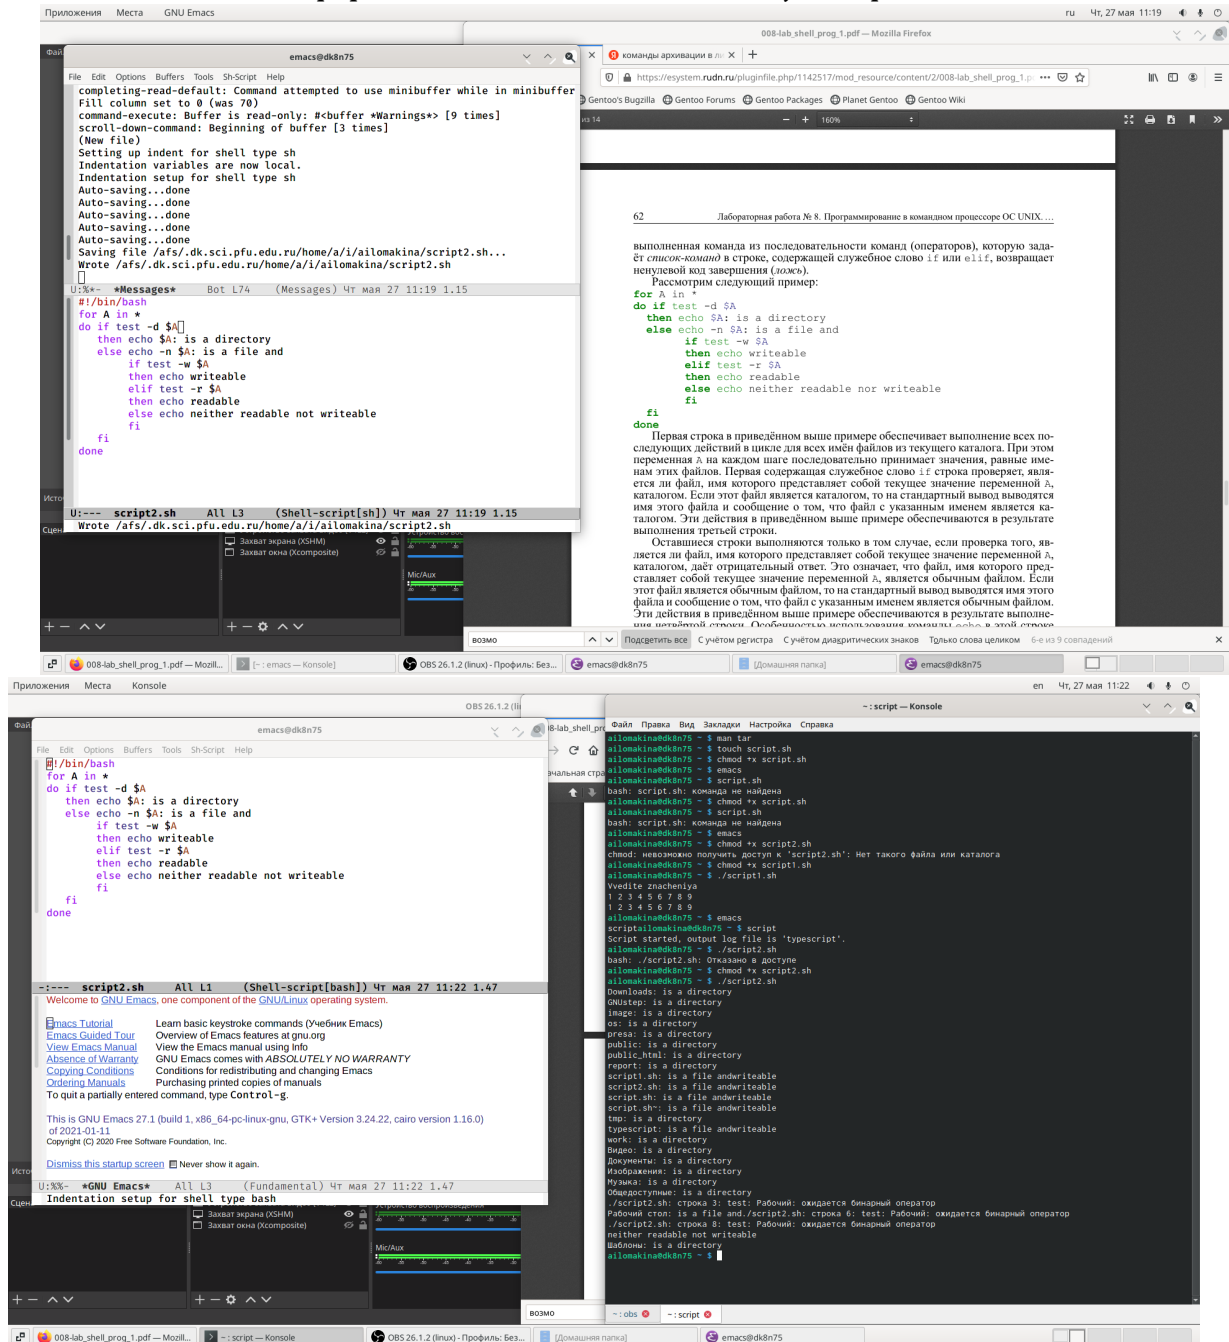 Приложения Места GNU Emacs ru Чт, 27 мая 11:19
008-lab_shell_prog_1.pdf — Mozilla Firefox
emacs@dk8n75
команды архивации в ли
File Edit Options Buffers Tools Sh-Script Help
https://esystem.rudn.ru/pluginfile.php/1142517/mod_resource/content/2/008-lab_shell_prog_1.p
Gentoo's Bugzilla Gentoo Forums Gentoo Packages Planet Gentoo Gentoo Wiki
из 14 160%
completing-read-default: Command attempted to use minibuffer while in minibuffer
Fill column set to 0 (was 70)
command-execute: Buffer is read-only: #<buffer *Warnings*> [9 times]
scroll-down-command: Beginning of buffer [3 times]
(New file)
Setting up indent for shell type sh
Indentation variables are now local.
Indentation setup for shell type sh
Auto-saving...done
Auto-saving...done
Auto-saving...done
Auto-saving...done
Auto-saving...done
Saving file /afs/.dk.sci.pfu.edu.ru/home/a/i/ailomakina/script2.sh...
Wrote /afs/.dk.sci.pfu.edu.ru/home/a/i/ailomakina/script2.sh
U:%*- *Messages* Bot L74 (Messages) Чт мая 27 11:19 1.15
#!/bin/bash
for A in *
do if test -d $A
then echo $A: is a directory
else echo -n $A: is a file and
if test -w $A
then echo writeable
elif test -r $A
then echo readable
else echo neither readable not writeable
fi
fi
done
U:--- script2.sh All L3 (Shell-script[sh]) Чт мая 27 11:19 1.15
Wrote /afs/.dk.sci.pfu.edu.ru/home/a/i/ailomakina/script2.sh
62 Лабораторная работа № 8. Программирование в командном процессоре ОС UNIX. ...
выполненная команда из последовательности команд (операторов), которую зада-
ёт список-команд в строке, содержащей служебное слово if или elif, возвращает
ненулевой код завершения (ложь).
Рассмотрим следующий пример:
for A in *
do if test -d $A
then echo $A: is a directory
else echo -n $A: is a file and
if test -w $A
then echo writeable
elif test -r $A
then echo readable
else echo neither readable nor writeable
fi
fi
done
Первая строка в приведённом выше примере обеспечивает выполнение всех по-
следующих действий в цикле для всех имён файлов из текущего каталога. При этом
переменная A на каждом шаге последовательно принимает значения, равные име-
нам этих файлов. Первая содержащая служебное слово if строка проверяет, явля-
ется ли файл, имя которого представляет собой текущее значение переменной A,
каталогом. Если этот файл является каталогом, то на стандартный вывод выводятся
имя этого файла и сообщение о том, что файл с указанным именем является ка-
талогом. Эти действия в приведённом выше примере обеспечиваются в результате
выполнения третьей строки.
Оставшиеся строки выполняются только в том случае, если проверка того, яв-
ляется ли файл, имя которого представляет собой текущее значение переменной A,
каталогом, даёт отрицательный ответ. Это означает, что файл, имя которого пред-
ставляет собой текущее значение переменной A, является обычным файлом. Если
этот файл является обычным файлом, то на стандартный вывод выводятся имя этого
файла и сообщение о том, что файл с указанным именем является обычным файлом.
Эти действия в приведённом выше примере обеспечиваются в результате выполне-
ния четвёртой строки. Особенностью использования команды echo в этой строке
Захват экрана (XSHM)
Захват окна (Xcomposite)
Mic/Aux
возмо Подсветить все С учётом регистра С учётом диакритических знаков Только слова целиком 6-е из 9 совпадений
008-lab_shell_prog_1.pdf — Mozill... [~ : emacs — Konsole] OBS 26.1.2 (linux) - Профиль: Без... emacs@dk8n75 [Домашняя папка] emacs@dk8n75
Приложения Места Konsole en Чт, 27 мая 11:22
OBS 26.1.2 (li
~ : script — Konsole
emacs@dk8n75
File Edit Options Buffers Tools Sh-Script Help
#!/bin/bash
for A in *
do if test -d $A
then echo $A: is a directory
else echo -n $A: is a file and
if test -w $A
then echo writeable
elif test -r $A
then echo readable
else echo neither readable not writeable
fi
fi
done
-:--- script2.sh All L1 (Shell-script[bash]) Чт мая 27 11:22 1.47
Welcome to GNU Emacs, one component of the GNU/Linux operating system.
Emacs Tutorial Learn basic keystroke commands (Учебник Emacs)
Emacs Guided Tour Overview of Emacs features at gnu.org
View Emacs Manual View the Emacs manual using Info
Absence of Warranty GNU Emacs comes with ABSOLUTELY NO WARRANTY
Copying Conditions Conditions for redistributing and changing Emacs
Ordering Manuals Purchasing printed copies of manuals
To quit a partially entered command, type Control-g.
This is GNU Emacs 27.1 (build 1, x86_64-pc-linux-gnu, GTK+ Version 3.24.22, cairo version 1.16.0)
of 2021-01-11
Copyright (C) 2020 Free Software Foundation, Inc.
Dismiss this startup screen Never show it again.
U:%%- *GNU Emacs* All L3 (Fundamental) Чт мая 27 11:22 1.47
Indentation setup for shell type bash
Файл Правка Вид Закладки Настройка Справка
ailomakina@dk8n75 ~ $ man tar
ailomakina@dk8n75 ~ $ touch script.sh
ailomakina@dk8n75 ~ $ chmod +x script.sh
ailomakina@dk8n75 ~ $ emacs
ailomakina@dk8n75 ~ $ script.sh
bash: script.sh: команда не найдена
ailomakina@dk8n75 ~ $ chmod +x script.sh
ailomakina@dk8n75 ~ $ script.sh
bash: script.sh: команда не найдена
ailomakina@dk8n75 ~ $ emacs
ailomakina@dk8n75 ~ $ chmod +x script2.sh
chmod: невозможно получить доступ к 'script2.sh': Нет такого файла или каталога
ailomakina@dk8n75 ~ $ chmod +x script1.sh
ailomakina@dk8n75 ~ $ ./script1.sh
Vvedite znacheniya
1 2 3 4 5 6 7 8 9
1 2 3 4 5 6 7 8 9
ailomakina@dk8n75 ~ $ emacs
scriptailomakina@dk8n75 ~ $ script
Script started, output log file is 'typescript'.
ailomakina@dk8n75 ~ $ ./script2.sh
bash: ./script2.sh: Отказано в доступе
ailomakina@dk8n75 ~ $ chmod +x script2.sh
ailomakina@dk8n75 ~ $ ./script2.sh
Downloads: is a directory
GNUstep: is a directory
image: is a directory
os: is a directory
presa: is a directory
public: is a directory
public_html: is a directory
report: is a directory
script1.sh: is a file andwriteable
script2.sh: is a file andwriteable
script.sh: is a file andwriteable
script.sh~: is a file andwriteable
tmp: is a directory
typescript: is a file andwriteable
work: is a directory
Видео: is a directory
Документы: is a directory
Изображения: is a directory
Музыка: is a directory
Общедоступные: is a directory
./script2.sh: строка 3: test: Рабочий: ожидается бинарный оператор
Рабочий стол: is a file and./script2.sh: строка 6: test: Рабочий: ожидается бинарный оператор
./script2.sh: строка 8: test: Рабочий: ожидается бинарный оператор
neither readable not writeable
Шаблоны: is a directory
ailomakina@dk8n75 ~ $
Захват экрана (XSHM)
Захват окна (Xcomposite)
Mic/Aux
возмо
~ : obs ~ : script
008-lab_shell_prog_1.pdf — Mozill... ~ : script — Konsole OBS 26.1.2 (linux) - Профиль: Без... [Домашняя папка] emacs@dk8n75